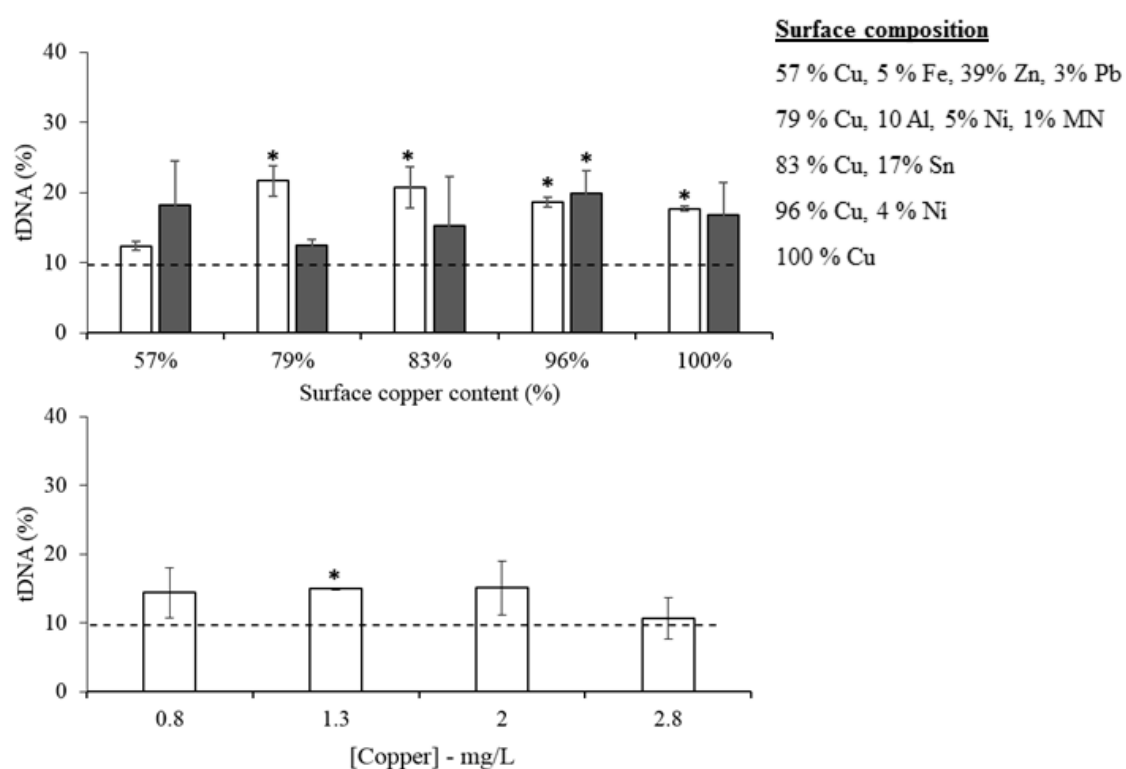 Surface composition
57 % Cu, 5 % Fe, 39% Zn, 3% Pb
79 % Cu, 10 Al, 5% Ni, 1% MN
83 % Cu, 17% Sn
96 % Cu, 4 % Ni
100 % Cu
tDNA (%)
40
30
20
10
0
* * * * *
57% 79% 83% 96% 100%
Surface copper content (%)
tDNA (%)
40
30
20
10
0
*
0.8 1.3 2 2.8
[Copper] - mg/L